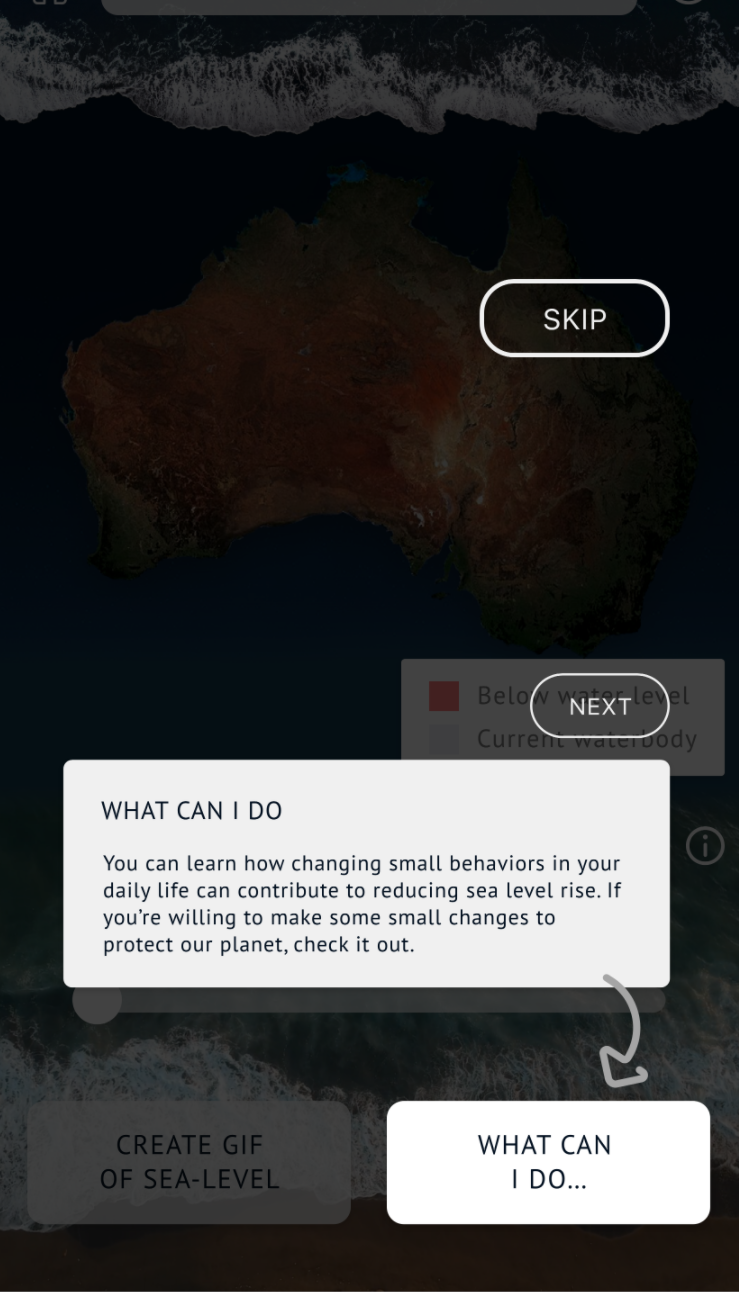 SKIP
Below water level
NEXT
Current waterbody
WHAT CAN I DO
You can learn how changing small behaviors in your
daily life can contribute to reducing sea level rise. If
you’re willing to make some small changes to
protect our planet, check it out.
CREATE GIF
OF SEA-LEVEL
WHAT CAN
I DO...